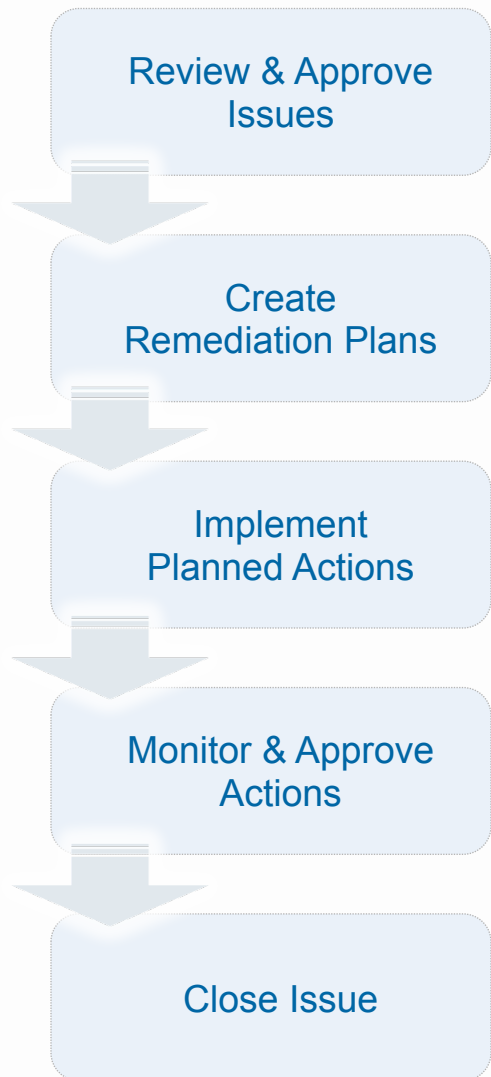 Review & Approve
Issues
Create
Remediation Plans
Implement
Planned Actions
Monitor & Approve
Actions
Close Issue